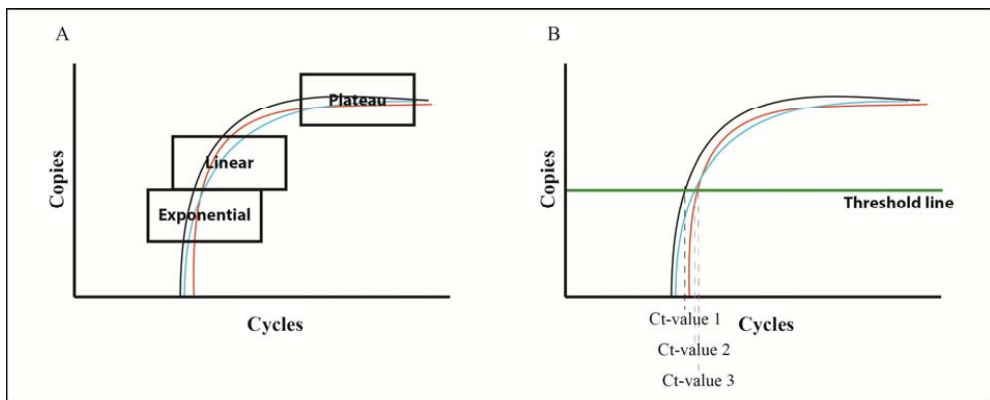 A
Copies
Plateau
Linear
Exponential
Cycles
B
Copies
Threshold line
Ct-value 1
Cycles
Ct-value 2
Ct-value 3